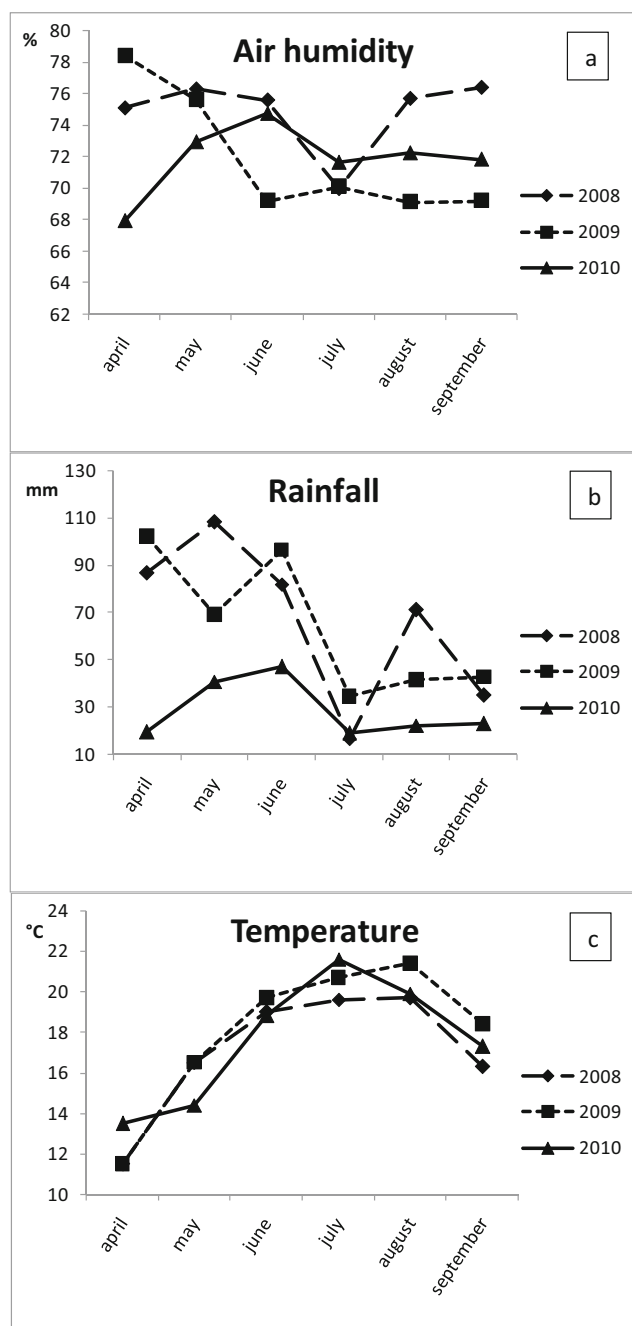 %
Air humidity
a
80
78
76
74
72
70
68
66
64
62
2008
2009
2010
april
may
june
july
august
september
mm
Rainfall
b
130
110
90
70
50
30
10
2008
2009
2010
april
may
june
july
august
september
°C
Temperature
c
24
22
20
18
16
14
12
10
2008
2009
2010
april
may
june
july
august
september